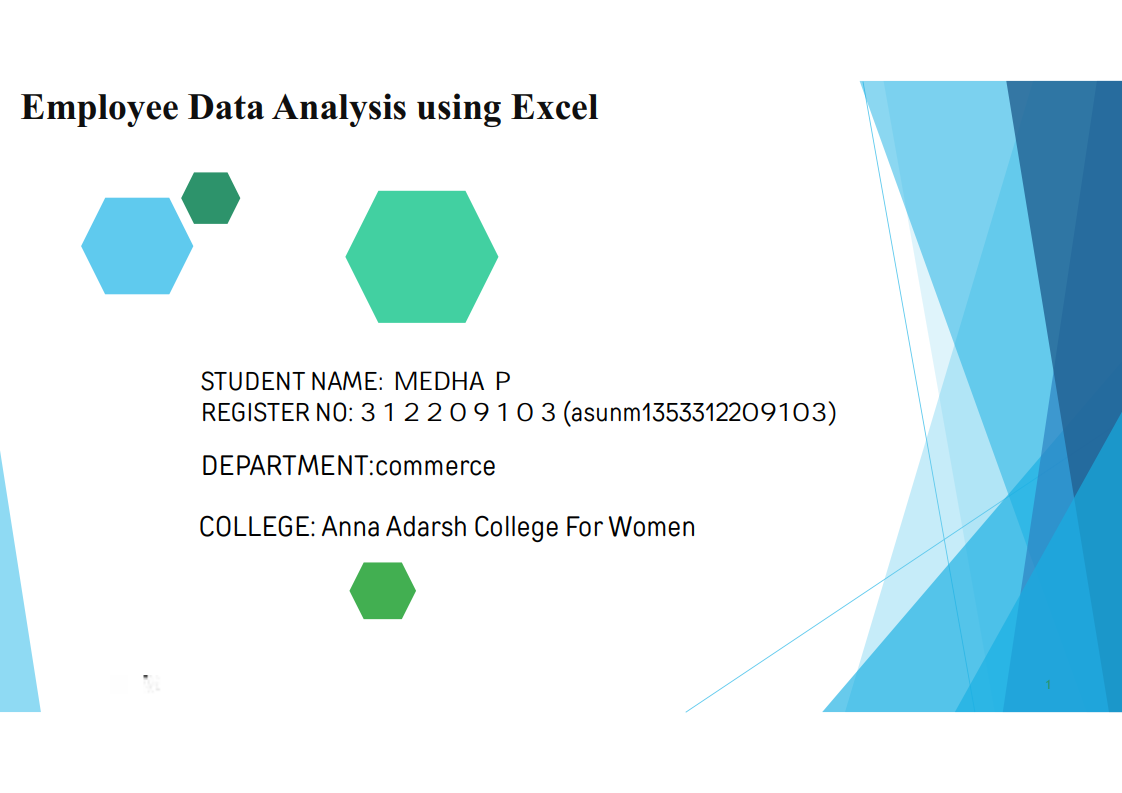 Employee Data Analysis using Excel
STUDENT NAME: MEDHA P
REGISTER NO: 3 1 2 2 0 9 1 0 3 (asunm1353312209103)
DEPARTMENT:commerce
COLLEGE: Anna Adarsh College For Women
1